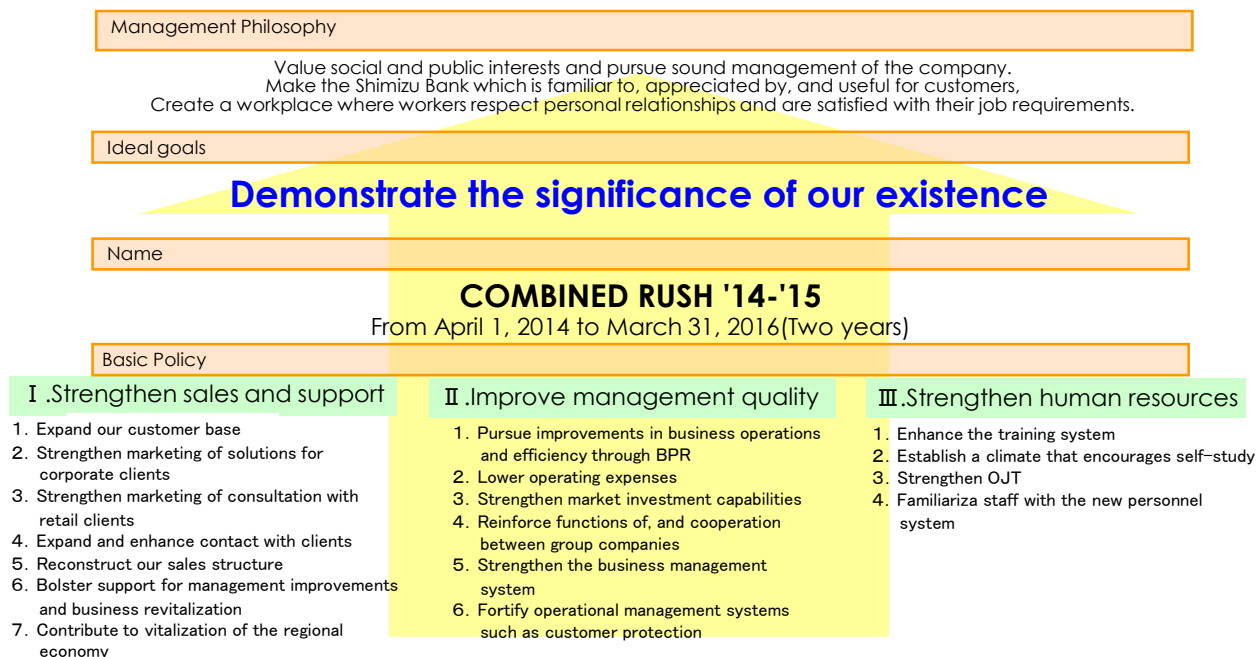 Management Philosophy
Value social and public interests and pursue sound management of the company.
Make the Shimizu Bank which is familiar to, appreciated by, and useful for customers,
Create a workplace where workers respect personal relationships and are satisfied with their job requirements.
Ideal goals
Demonstrate the significance of our existence
Name
COMBINED RUSH '14-'15
From April 1, 2014 to March 31, 2016(Two years)
Basic Policy
Ⅰ.Strengthen sales and support
1. Expand our customer base
2. Strengthen marketing of solutions for
corporate clients
3. Strengthen marketing of consultation with
retail clients
4. Expand and enhance contact with clients
5. Reconstruct our sales structure
6. Bolster support for management improvements
and business revitalization
7. Contribute to vitalization of the regional
economy
Ⅱ.Improve management quality
1. Pursue improvements in business operations
and efficiency through BPR
2. Lower operating expenses
3. Strengthen market investment capabilities
4. Reinforce functions of, and cooperation
between group companies
5. Strengthen the business management
system
6. Fortify operational management systems
such as customer protection
Ⅲ.Strengthen human resources
1. Enhance the training system
2. Establish a climate that encourages self-study
3. Strengthen OJT
4. Familiariza staff with the new personnel
system